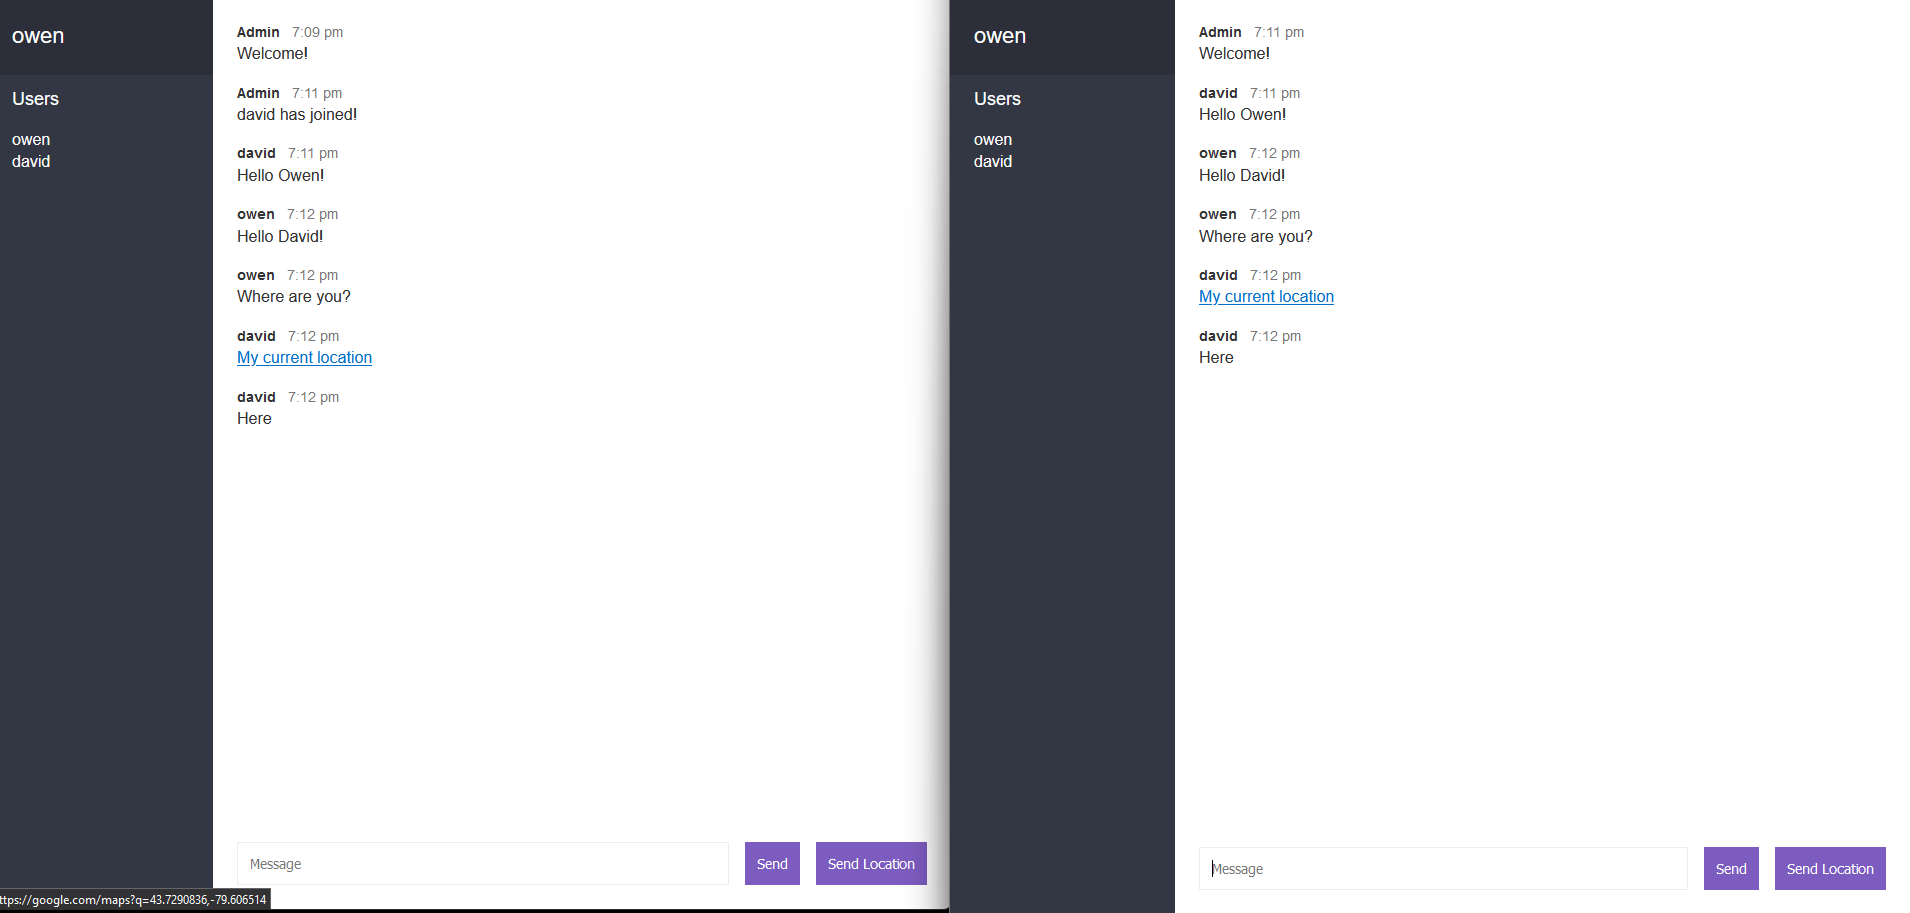 owen
Users
owen
david
Admin 7:09 pm
Welcome!
Admin 7:11 pm
david has joined!
david 7:11 pm
Hello Owen!
owen 7:12 pm
Hello David!
owen 7:12 pm
Where are you?
david 7:12 pm
My current location
david 7:12 pm
Here
Message Send Send Location
ttps://google.com/maps?q=43.7290836,-79.606514
owen
Users
owen
david
Admin 7:11 pm
Welcome!
david 7:11 pm
Hello Owen!
owen 7:12 pm
Hello David!
owen 7:12 pm
Where are you?
david 7:12 pm
My current location
david 7:12 pm
Here
Message Send Send Location